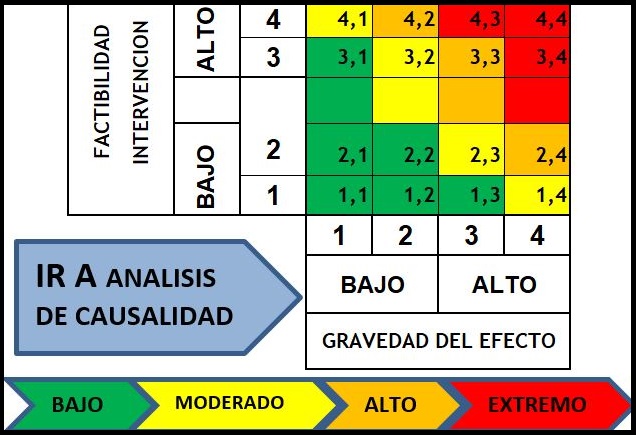 FACTIBILIDAD
INTERVENCION
ALTO
4
4,1
4,2
4,3
4,4
3
3,1
3,2
3,3
3,4
BAJO
2
2,1
2,2
2,3
2,4
1
1,1
1,2
1,3
1,4
1
2
3
4
BAJO
ALTO
GRAVEDAD DEL EFECTO
IR A ANALISIS
DE CAUSALIDAD
BAJO
MODERADO
ALTO
EXTREMO